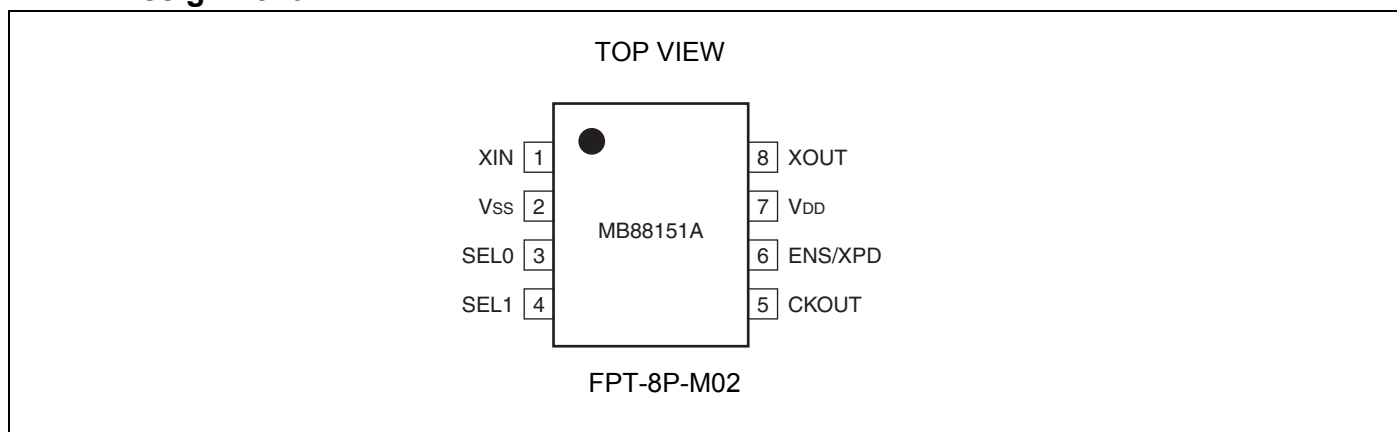 TOP VIEW
XIN 1
8 XOUT
Vss 2
7 VDD
MB88151A
SEL0 3
6 ENS/XPD
SEL1 4
5 CKOUT
FPT-8P-M02